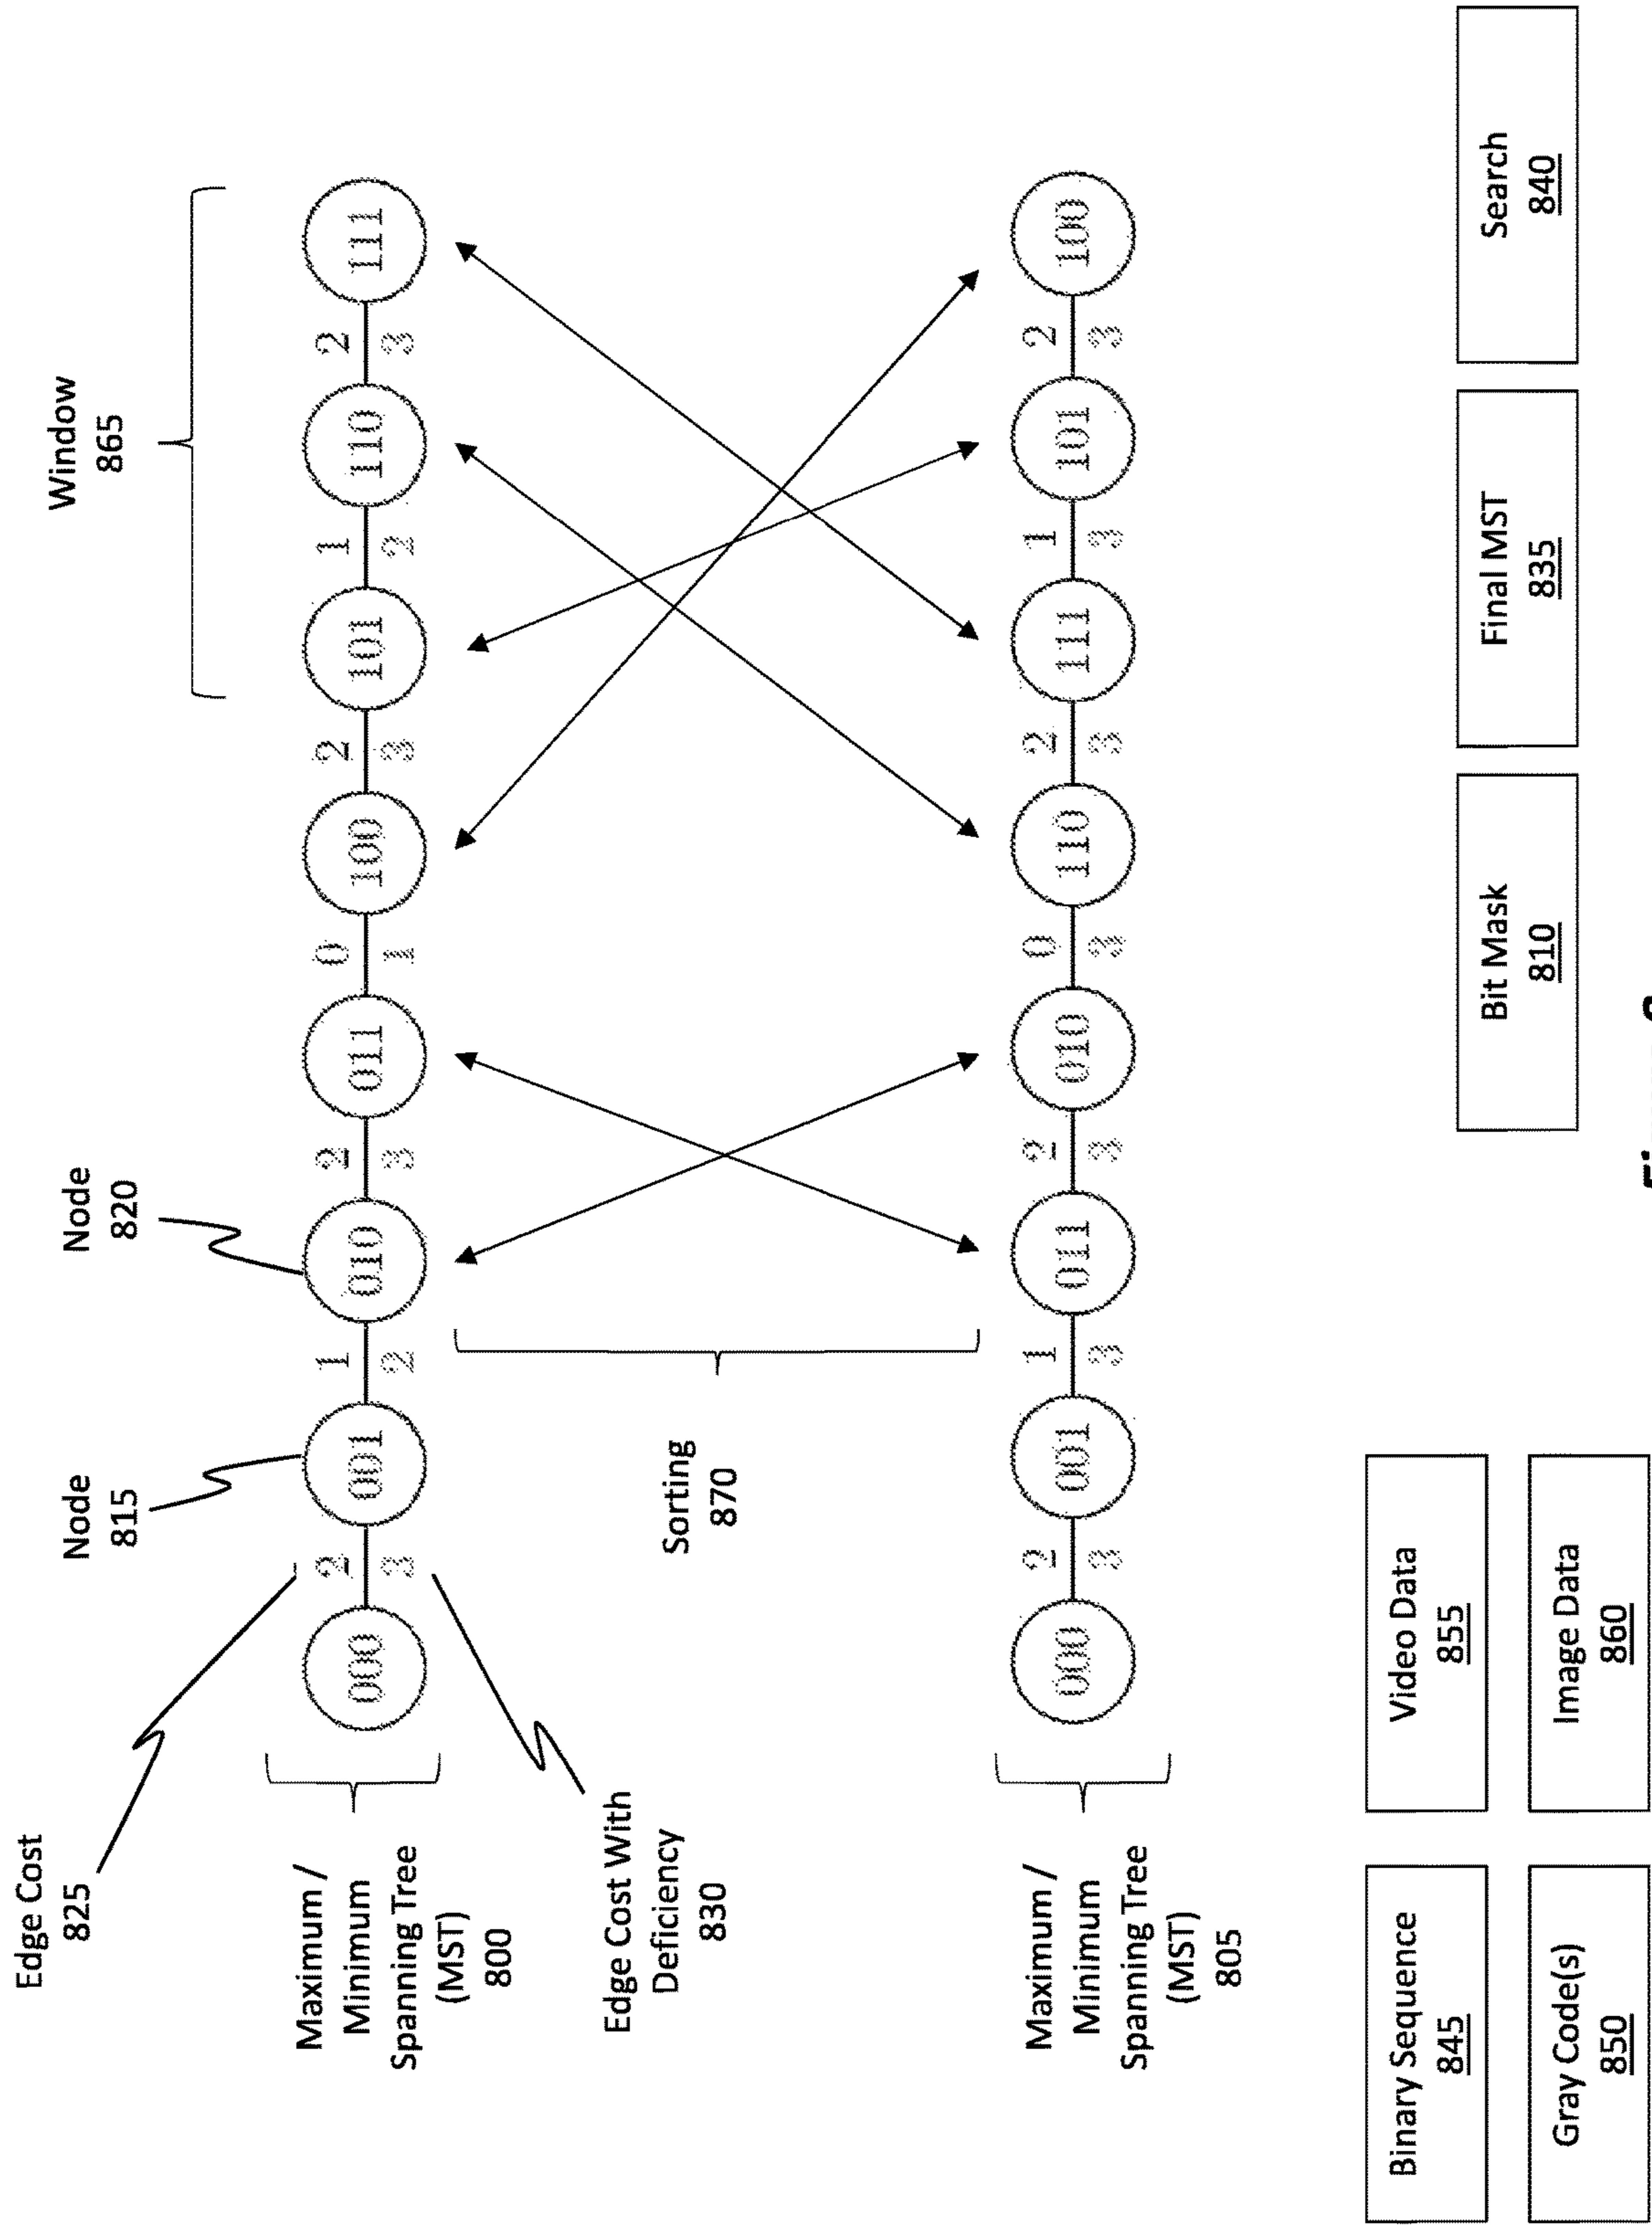 Edge Cost
825
Node
815
Node
820
Window
865
Maximum /
Minimum
Spanning Tree
(MST)
800
2 1 2 0 2 1 2
000 001 010 011 100 101 110 111
3 2 3 1 3 2 3
Edge Cost With
Deficiency
830
Sorting
870
Maximum /
Minimum
Spanning Tree
(MST)
805
2 1 2 0 2 1 2
000 001 011 010 110 111 101 100
3 3 3 3 3 3 3
Binary Sequence
845
Video Data
855
Gray Code(s)
850
Image Data
860
Bit Mask
810
Final MST
835
Search
840